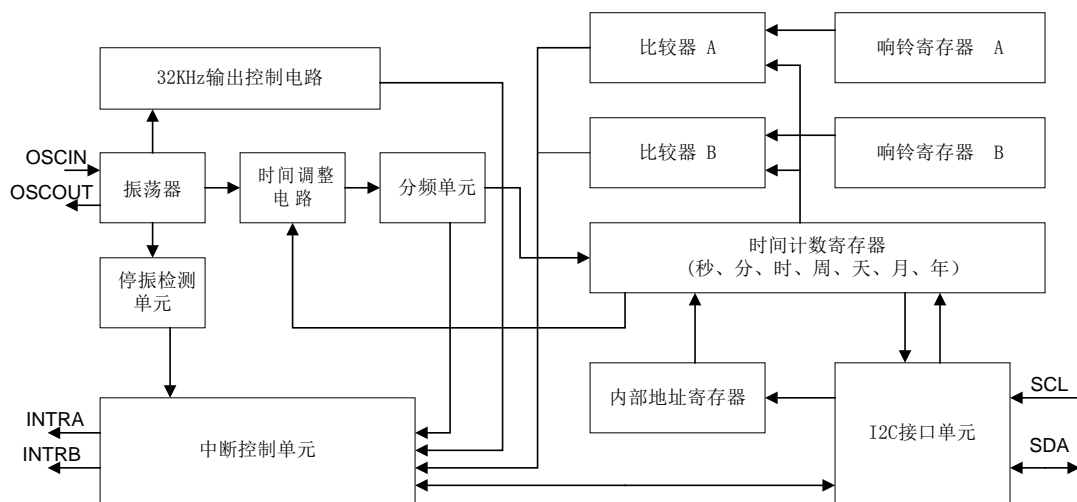 比较器 A
响铃寄存器 A
32KHz输出控制电路
比较器 B
响铃寄存器 B
OSCIN
OSCOUT
振荡器
时间调整
电 路
分频单元
时间计数寄存器
(秒、分、时、周、天、月、年)
停振检测
单元
内部地址寄存器
SCL
I2C接口单元
SDA
INTRA
INTRB
中断控制单元